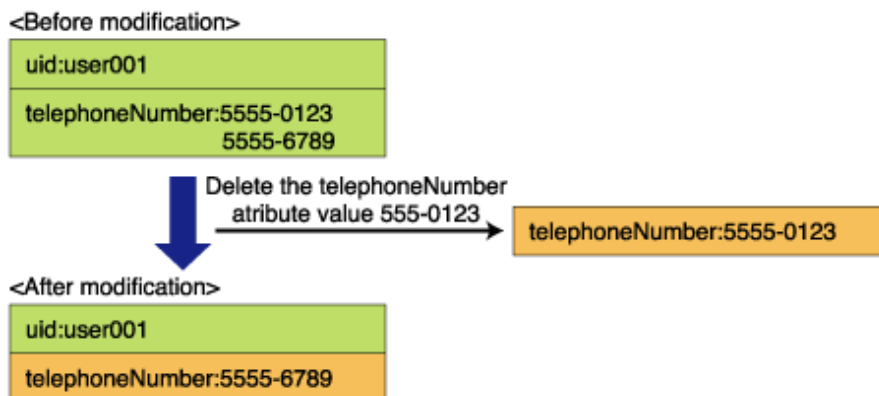 <Before modification>
uid:user001
telephoneNumber:5555-0123
5555-6789
Delete the telephoneNumber
atribute value 555-0123
telephoneNumber:5555-0123
<After modification>
uid:user001
telephoneNumber:5555-6789